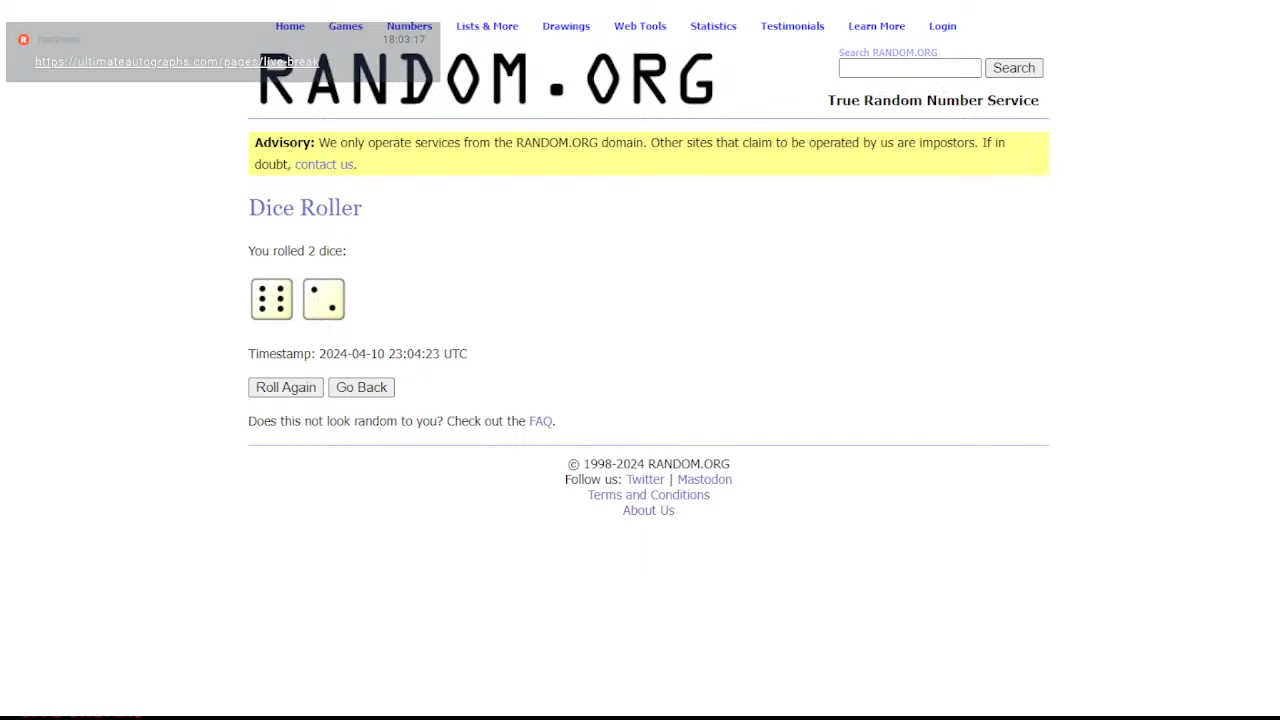 Home Games Numbers Lists & More Drawings Web Tools Statistics Testimonials Learn More Login
18:03:17
https://ultimateautographs.com/pages/live-break
RANDOM.ORG
Search RANDOM.ORG
Search
True Random Number Service
Advisory: We only operate services from the RANDOM.ORG domain. Other sites that claim to be operated by us are impostors. If in
doubt, contact us.
Dice Roller
You rolled 2 dice:
Timestamp: 2024-04-10 23:04:23 UTC
Roll Again Go Back
Does this not look random to you? Check out the FAQ.
© 1998-2024 RANDOM.ORG
Follow us: Twitter | Mastodon
Terms and Conditions
About Us